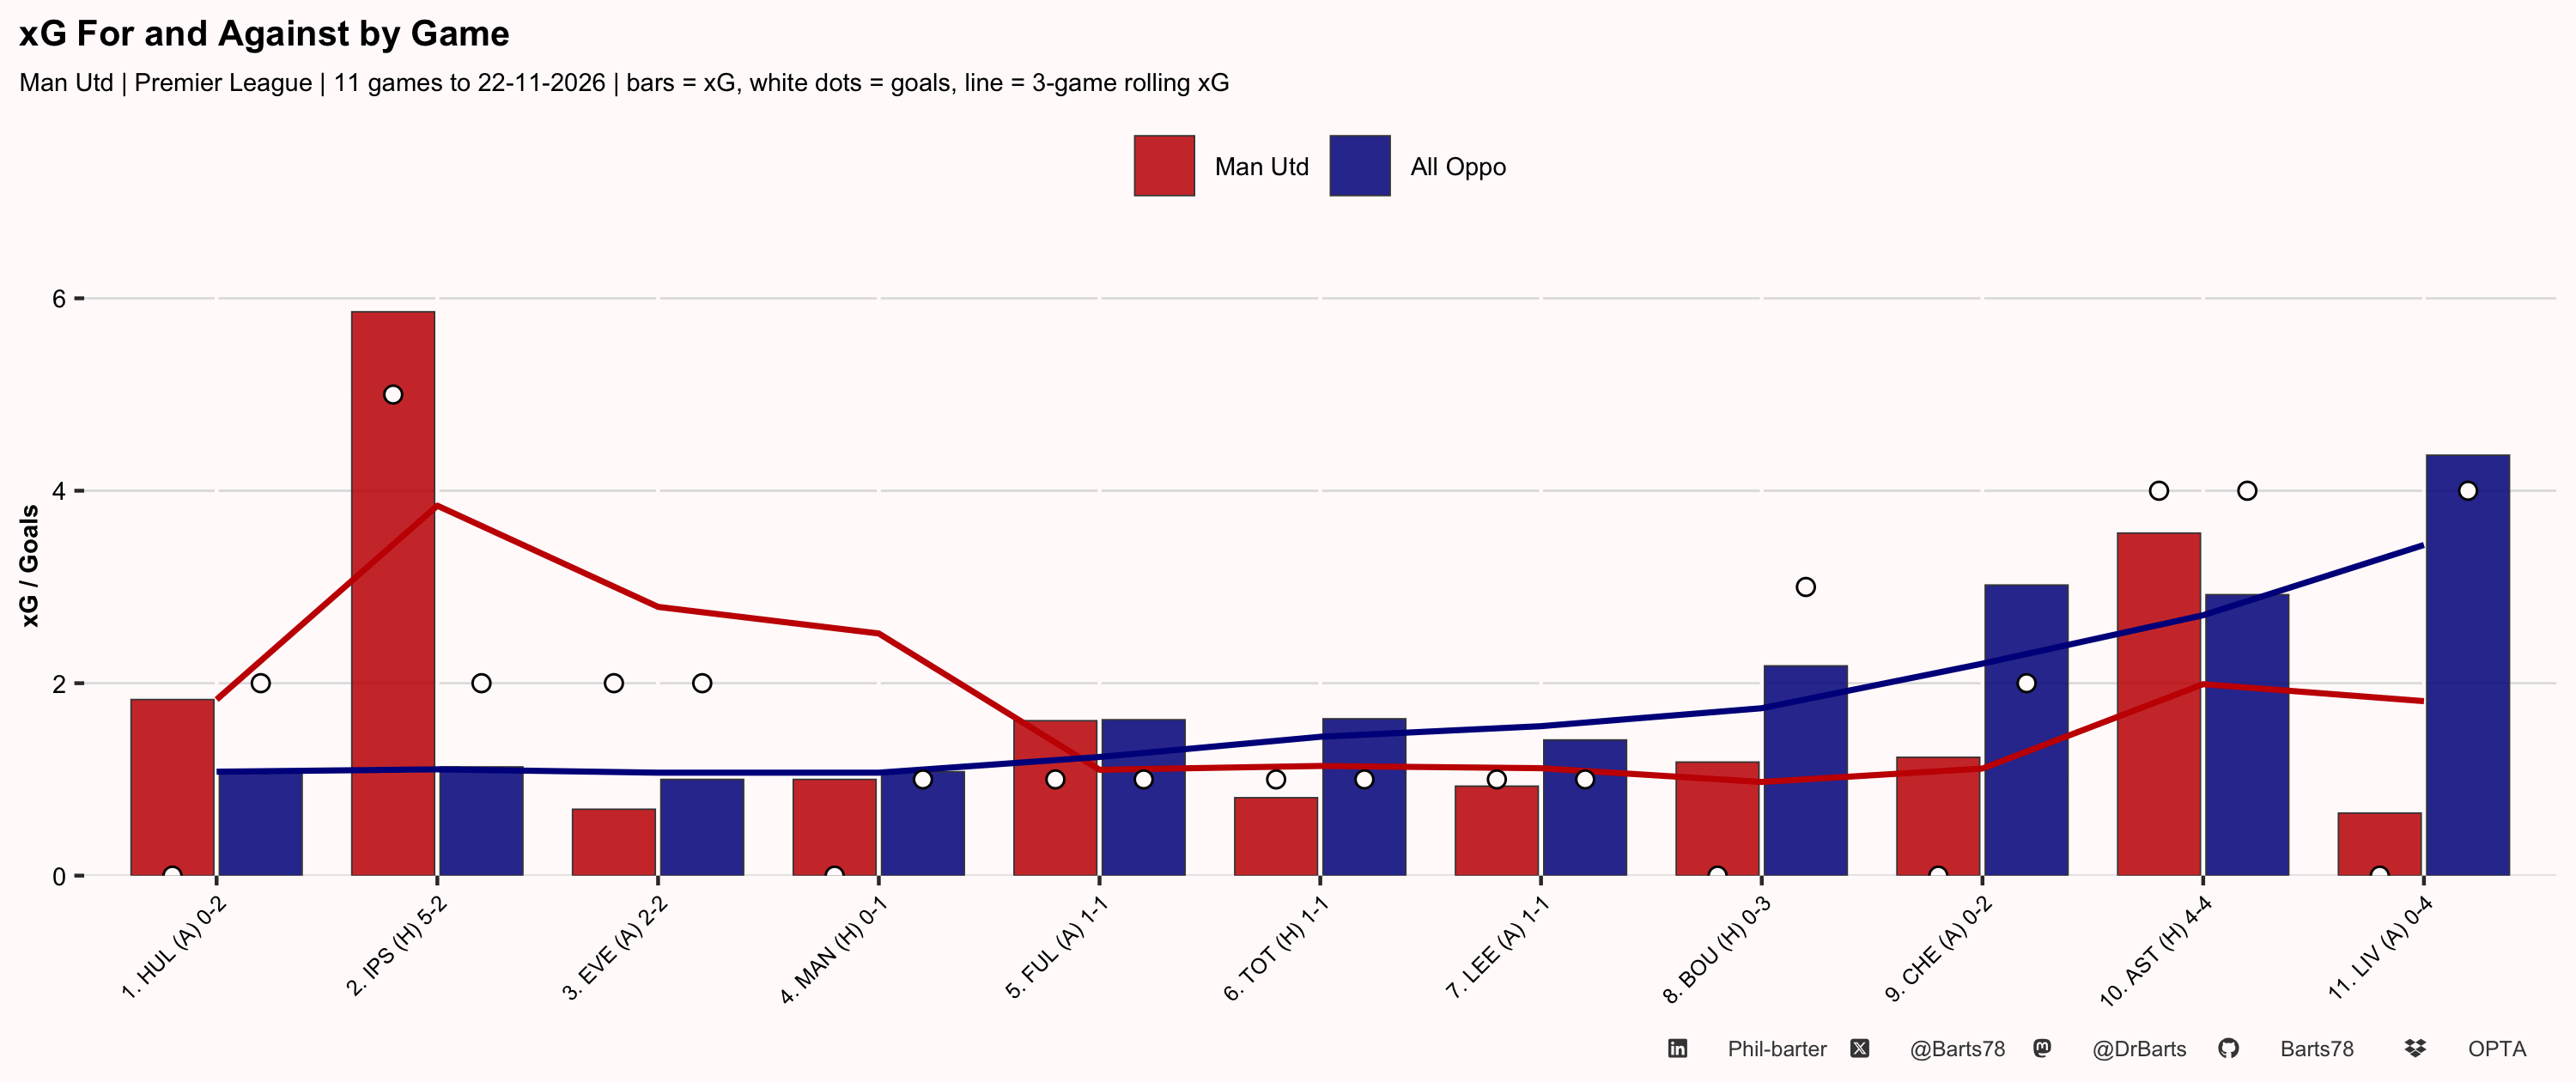 xG For and Against by Game
Man Utd | Premier League | 11 games to 22-11-2026 | bars = xG, white dots = goals, line = 3-game rolling xG
Man Utd
All Oppo
xG / Goals
6
4
2
0
1. HUL (A) 0-2
2. IPS (H) 5-2
3. EVE (A) 2-2
4. MAN (H) 0-1
5. FUL (A) 1-1
6. TOT (H) 1-1
7. LEE (A) 1-1
8. BOU (H) 0-3
9. CHE (A) 0-2
10. AST (H) 4-4
11. LIV (A) 0-4
Phil-barter @Barts78 @DrBarts Barts78 OPTA